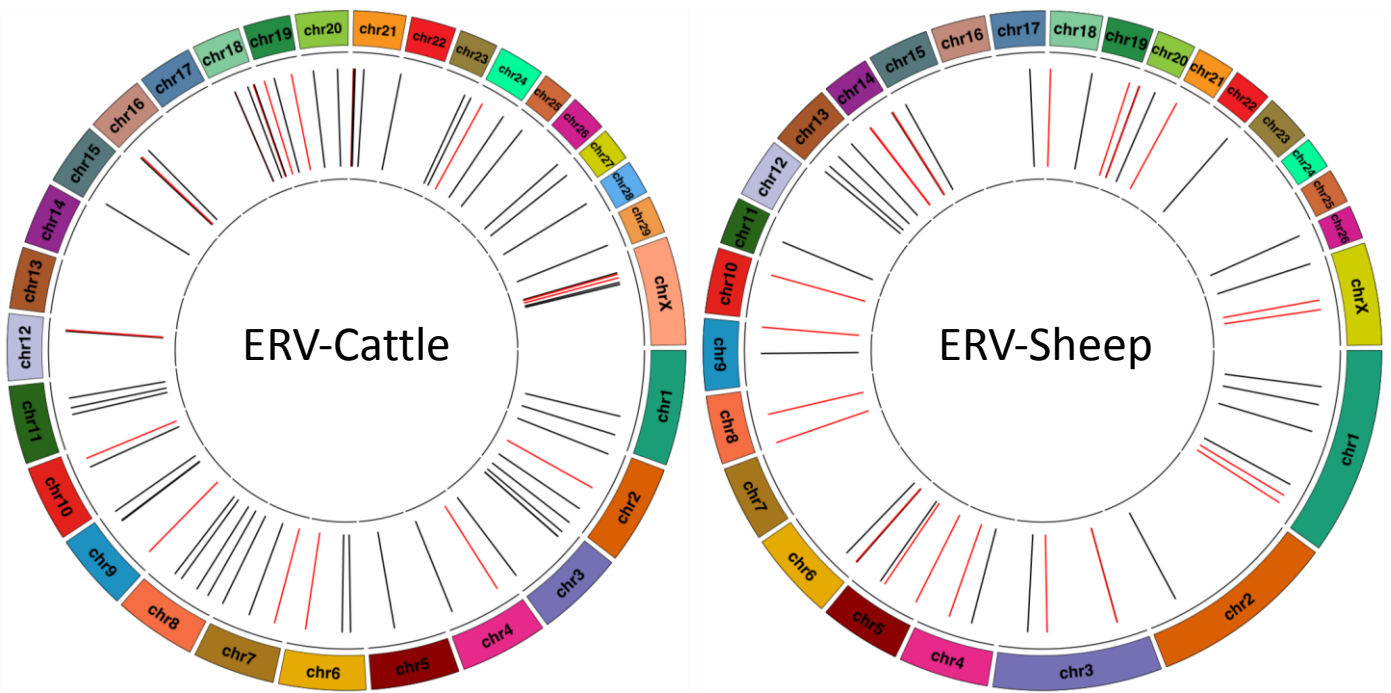 ERV-Cattle
chr1
chr2
chr3
chr4
chr5
chr6
chr7
chr8
chr9
chr10
chr11
chr12
chr13
chr14
chr15
chr16
chr17
chr18
chr19
chr20
chr21
chr22
chr23
chr24
chr25
chr26
chr27
chr28
chr29
chrX
ERV-Sheep
chr1
chr2
chr3
chr4
chr5
chr6
chr7
chr8
chr9
chr10
chr11
chr12
chr13
chr14
chr15
chr16
chr17
chr18
chr19
chr20
chr21
chr22
chr23
chr24
chr25
chr26
chrX